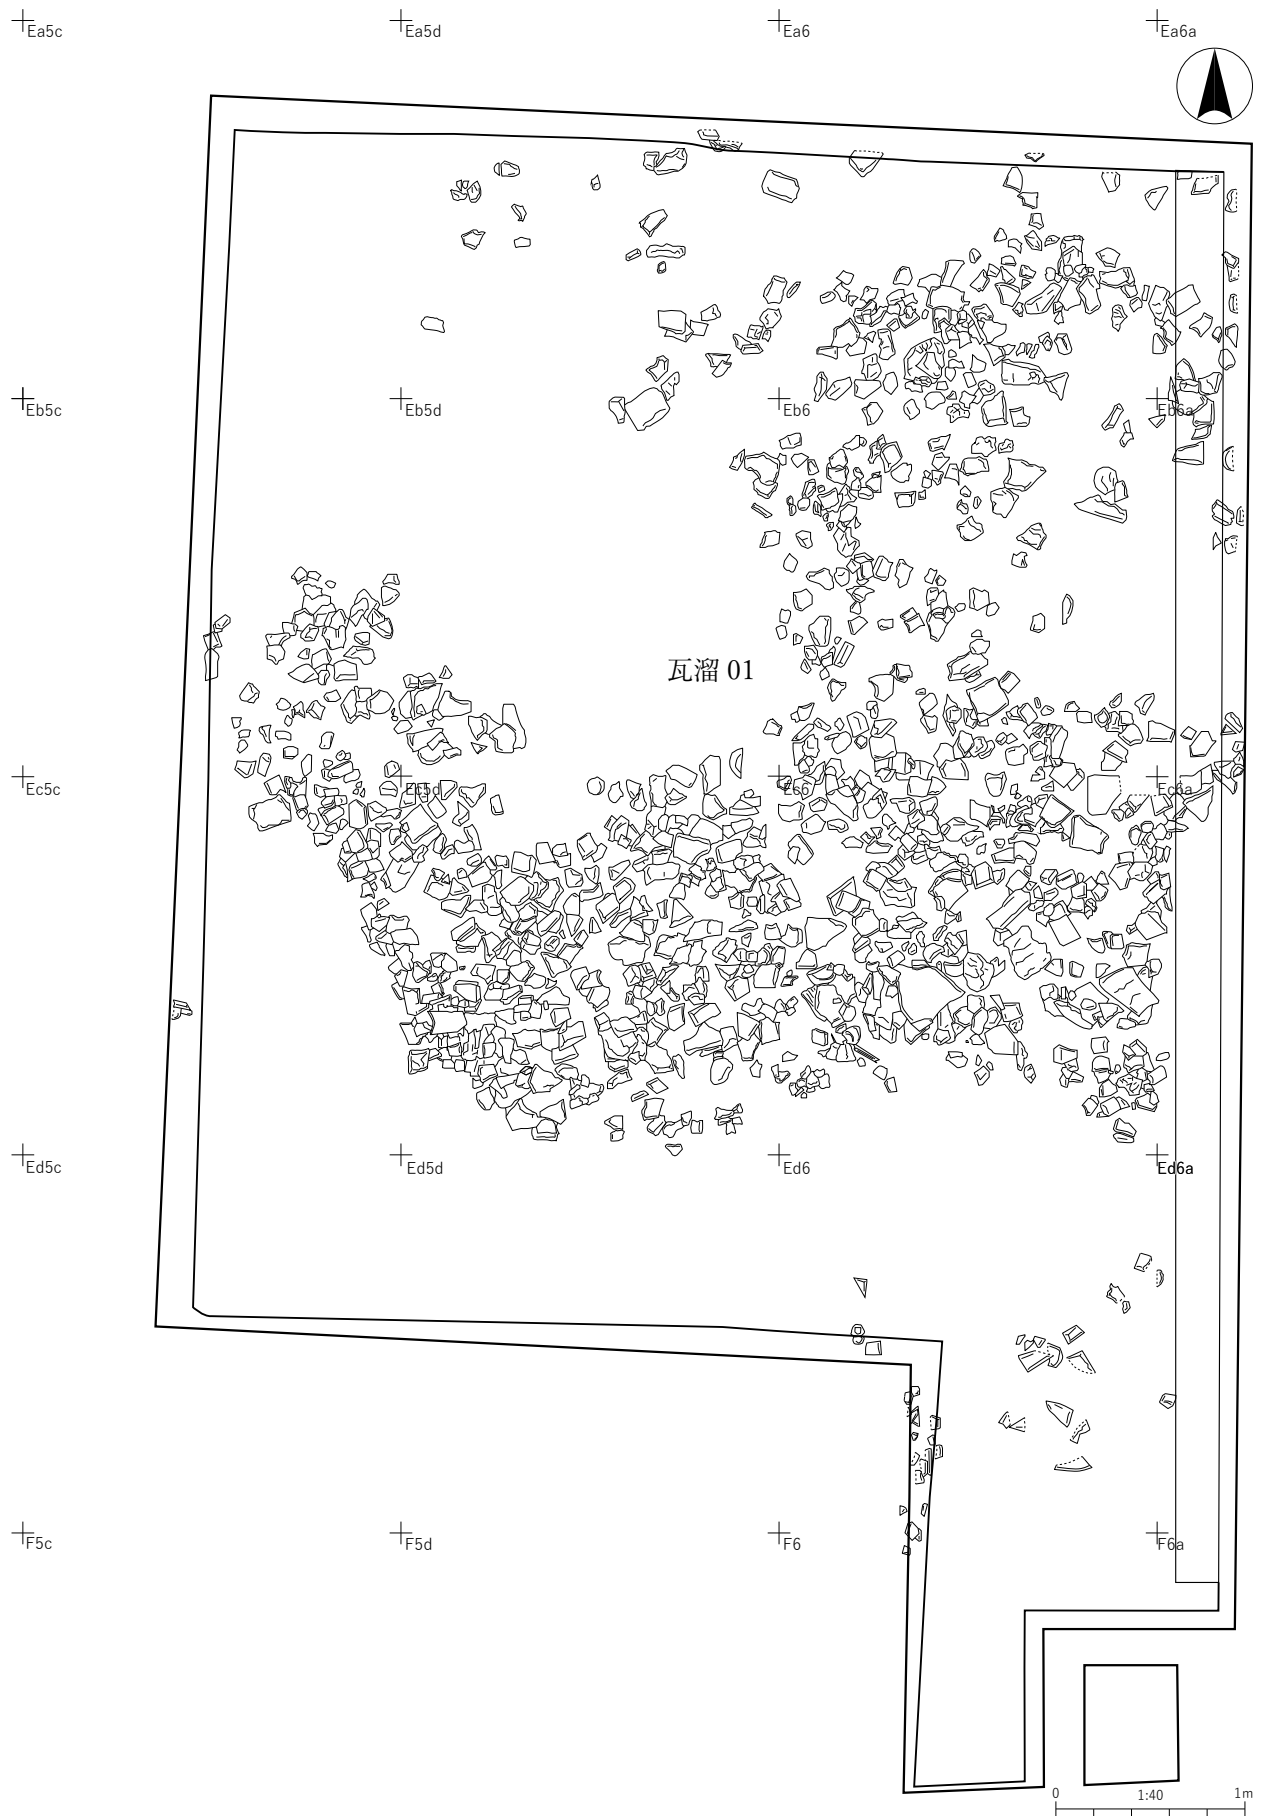 Ea5c Ea5d Ea6 Ea6a
Eb5c Eb5d Eb6 Eb6a
瓦溜 01
Ec5c Ec5d Ec6 Ec6a
Ed5c Ed5d Ed6 Ed6a
F5c F5d F6 F6a
0 1:40 1m